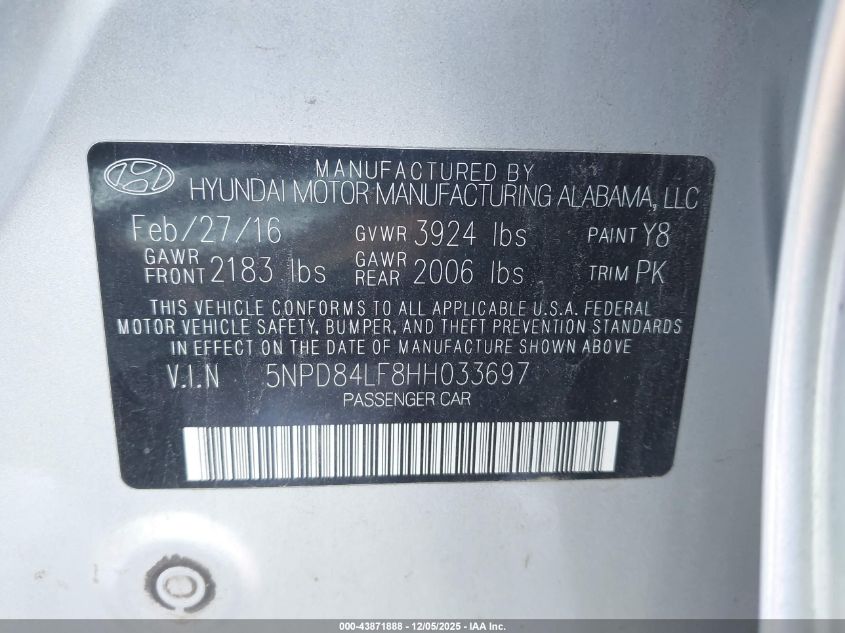 MANUFACTURED BY
HYUNDAI MOTOR MANUFACTURING ALABAMA, LLC
Feb/27/16 GVWR 3924 lbs PAINT Y8
GAWR FRONT 2183 lbs GAWR REAR 2006 lbs TRIM PK
THIS VEHICLE CONFORMS TO ALL APPLICABLE U.S.A. FEDERAL
MOTOR VEHICLE SAFETY, BUMPER, AND THEFT PREVENTION STANDARDS
IN EFFECT ON THE DATE OF MANUFACTURE SHOWN ABOVE
V.I.N 5NPD84LF8HH033697
PASSENGER CAR
000-43871888 - 12/05/2025 - IAA Inc.